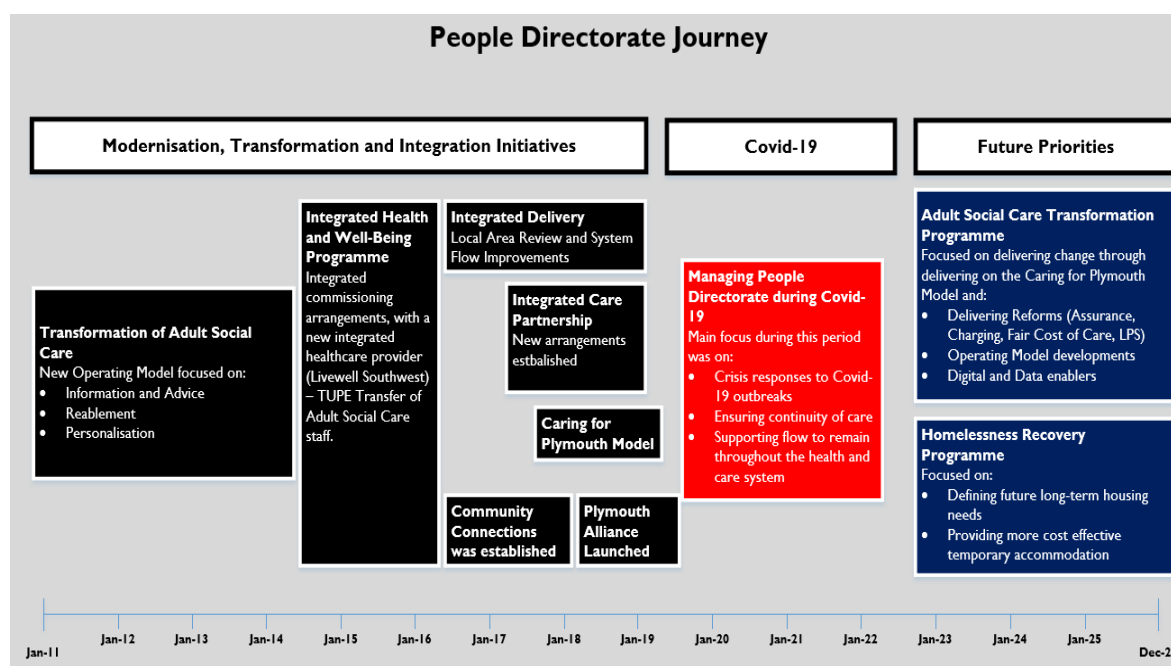 People Directorate Journey
Modernisation, Transformation and Integration Initiatives
Covid-19
Future Priorities
Transformation of Adult Social
Care
New Operating Model focused on:
• Information and Advice
• Reablement
• Personalisation
Integrated Health
and Well-Being
Programme
Integrated
commissioning
arrangements, with a
new integrated
healthcare provider
(Livewell Southwest)
– TUPE Transfer of
Adult Social Care
staff.
Integrated Delivery
Local Area Review and System
Flow Improvements
Integrated Care
Partnership
New arrangements
estbalished
Caring for
Plymouth Model
Community
Connections
was established
Plymouth
Alliance
Launched
Managing People
Directorate during Covid-
19
Main focus during this period
was on:
• Crisis responses to Covid-
19 outbreaks
• Ensuring continuity of care
• Supporting flow to remain
throughout the health and
care system
Adult Social Care Transformation
Programme
Focused on delivering change through
delivering on the Caring for Plymouth
Model and:
• Delivering Reforms (Assurance,
Charging, Fair Cost of Care, LPS)
• Operating Model developments
• Digital and Data enablers
Homelessness Recovery
Programme
Focused on:
• Defining future long-term housing
needs
• Providing more cost effective
temporary accommodation
Jan-11
Jan-12
Jan-13
Jan-14
Jan-15
Jan-16
Jan-17
Jan-18
Jan-19
Jan-20
Jan-21
Jan-22
Jan-23
Jan-24
Jan-25
Dec-2